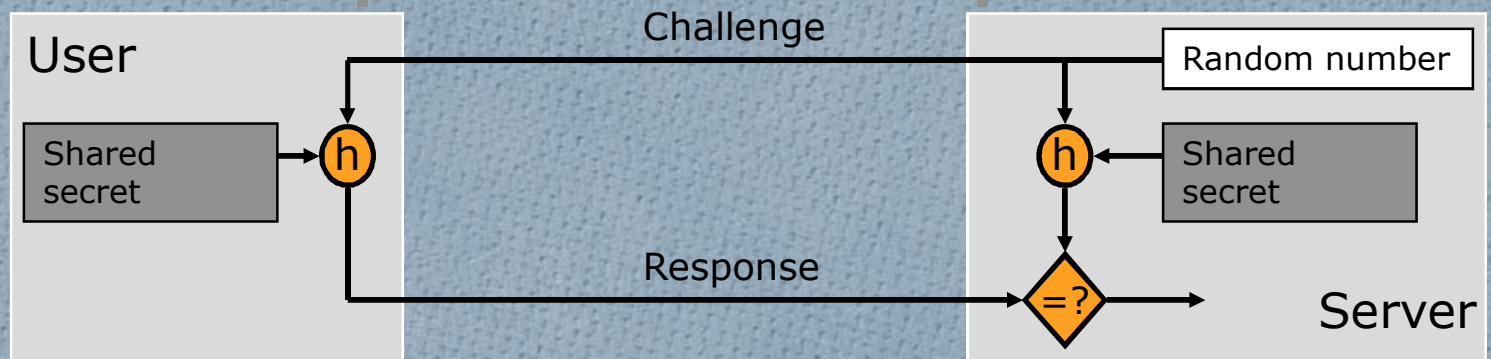 Challenge
User
Random number
Shared
secret
h
h
Shared
secret
Response
=?
Server